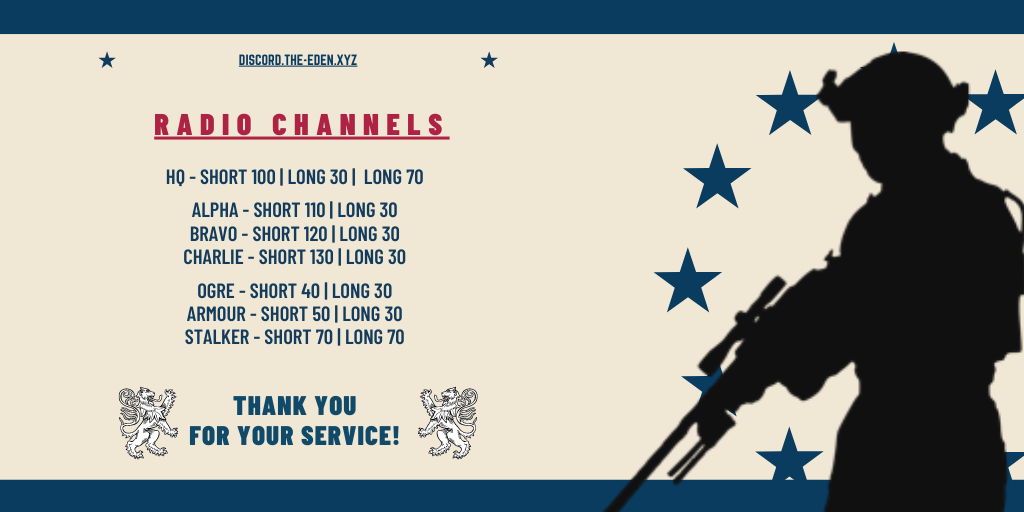 DISCORD.THE-EDEN.XYZ
RADIO CHANNELS
HQ - SHORT 100 | LONG 30 | LONG 70
ALPHA - SHORT 110 | LONG 30
BRAVO - SHORT 120 | LONG 30
CHARLIE - SHORT 130 | LONG 30
OGRE - SHORT 40 | LONG 30
ARMOUR - SHORT 50 | LONG 30
STALKER - SHORT 70 | LONG 70
THANK YOU
FOR YOUR SERVICE!